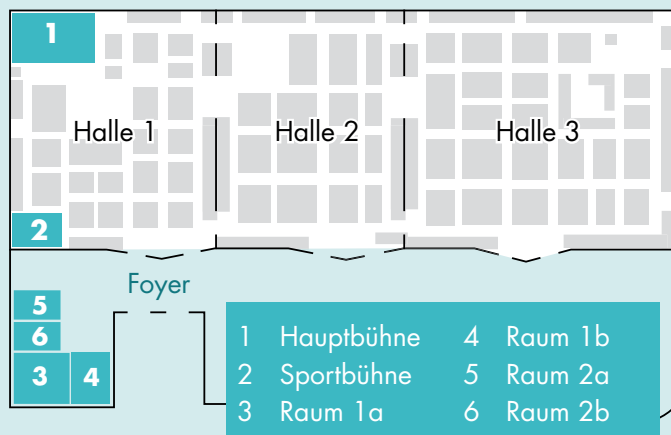 1
Halle 1
Halle 2
Halle 3
2
Foyer
5
6
3
4
1 Hauptbühne 4 Raum 1b
2 Sportbühne 5 Raum 2a
3 Raum 1a 6 Raum 2b